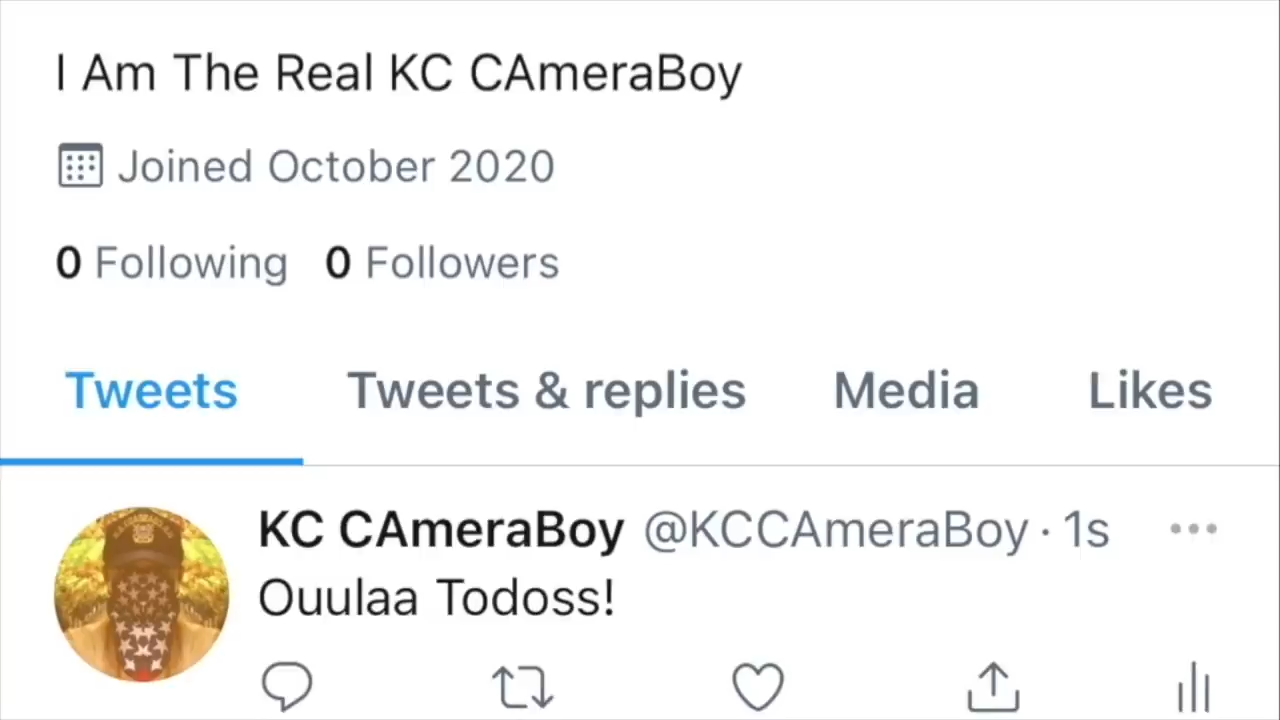 I Am The Real KC CAmeraBoy
Joined October 2020
0 Following 0 Followers
Tweets Tweets & replies Media Likes
KC CAmeraBoy @KCCAmeraBoy · 1s
Ouulaa Todoss!